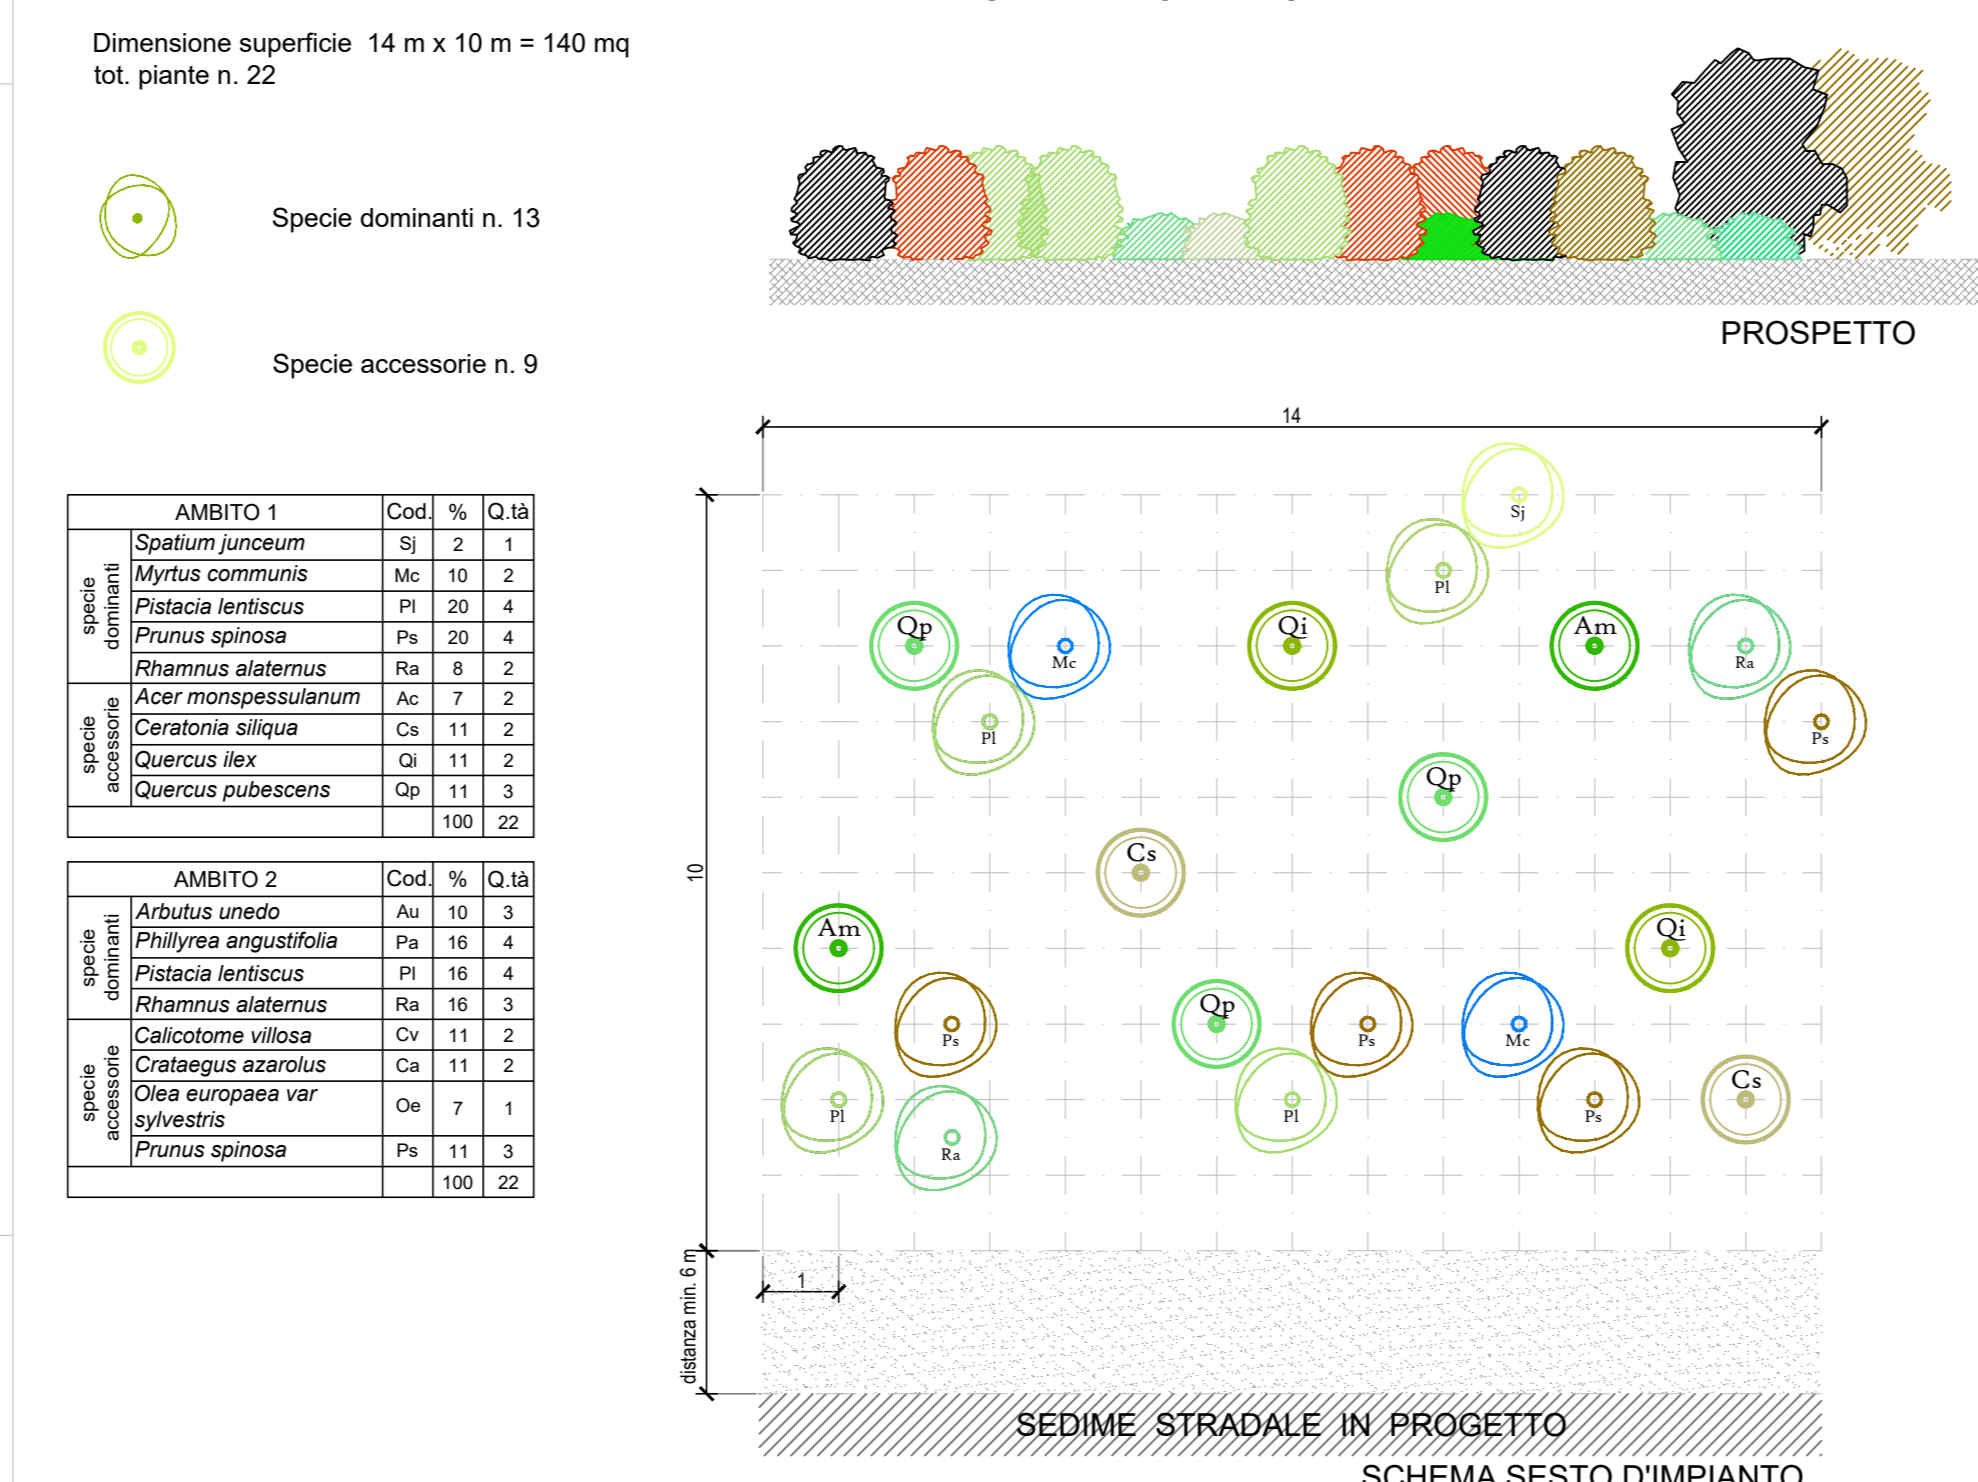 Dimensione superficie 14 m x 10 m = 140 mq
tot. piante n. 22
Specie dominanti n. 13
Specie accessorie n. 9
PROSPETTO
AMBITO 1 Cod. % Q.tà
specie dominanti
Spatium junceum Sj 2 1
Myrtus communis Mc 10 2
Pistacia lentiscus Pl 20 4
Prunus spinosa Ps 20 4
Rhamnus alaternus Ra 8 2
specie accessorie
Acer monspessulanum Ac 7 2
Ceratonia siliqua Cs 11 2
Quercus ilex Qi 11 2
Quercus pubescens Qp 11 3
100 22
AMBITO 2 Cod. % Q.tà
specie dominanti
Arbutus unedo Au 10 3
Phillyrea angustifolia Pa 16 4
Pistacia lentiscus Pl 16 4
Rhamnus alaternus Ra 16 3
specie accessorie
Calicotome villosa Cv 11 2
Crataegus azarolus Ca 11 2
Olea europaea var
sylvestris Oe 7 1
Prunus spinosa Ps 11 3
100 22
14
Sj
Pl
Qp Mc Qi Am Ra
Pl Ps
Qp
Cs
10
Am Qi
Ps Qp Ps Mc
Pl Pl Ps Cs
Ra
1
distanza min. 6 m
SEDIME STRADALE IN PROGETTO
SCHEMA SESTO D'IMPIANTO